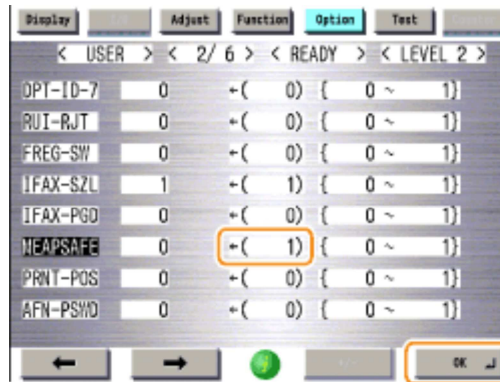 Display Adjust Function Option Test
< USER > < 2/ 6 > < READY > < LEVEL 2 >
OPT-ID-7 0 ←( 0) { 0 ~ 1}
RUI-RJT 0 ←( 0) { 0 ~ 1}
FREG-SW 0 ←( 0) { 0 ~ 1}
IFAX-SZL 1 ←( 1) { 0 ~ 1}
IFAX-PGD 0 ←( 0) { 0 ~ 1}
MEAPSAFE 0 ←( 1) { 0 ~ 1}
PRNT-POS 0 ←( 0) { 0 ~ 1}
AFN-PSWD 0 ←( 0) { 0 ~ 1}
← → OK